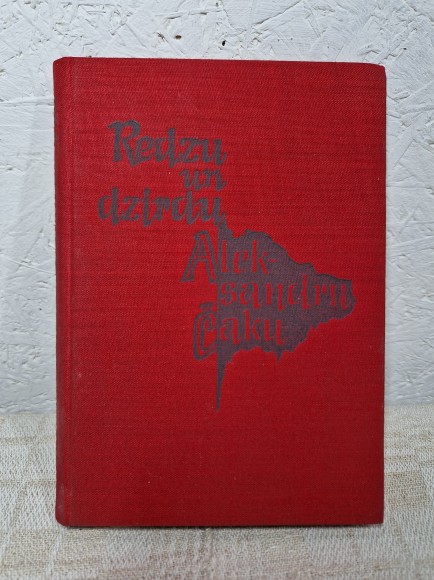 Redzu
un
dzirdu
Alek-
sandru
Čaku